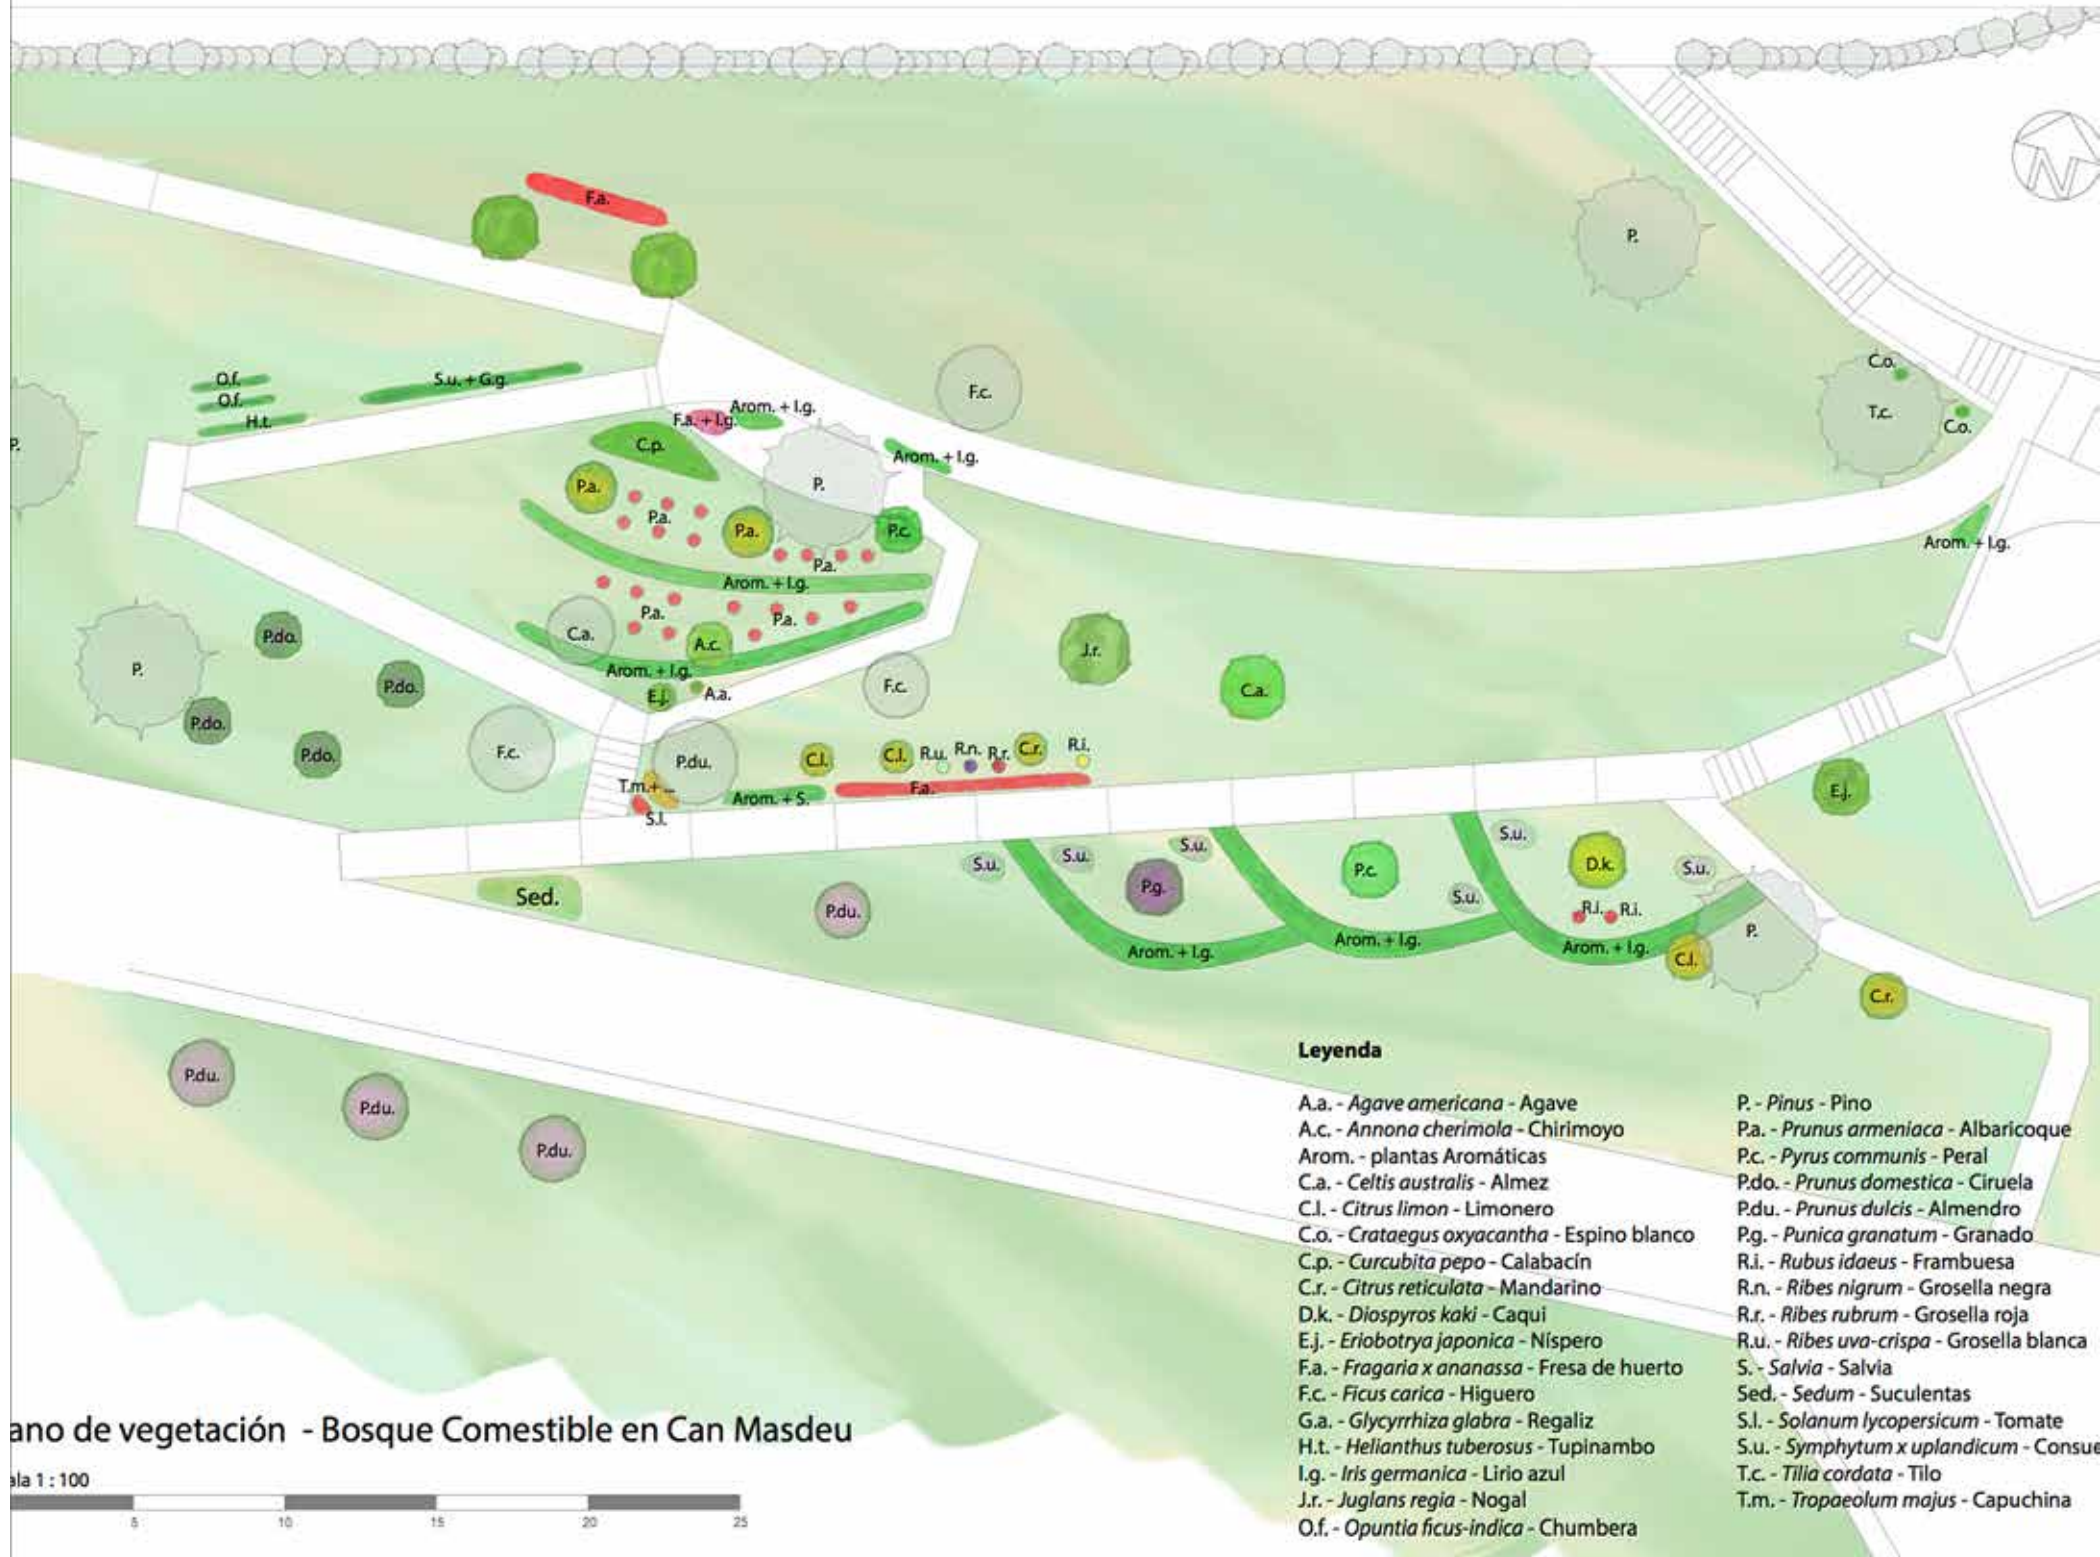 F.a.
P.
F.c.
C.o.
T.c.
C.o.
O.f.
O.f.
H.t.
S.u. + G.g.
P.
F.a. + I.g.
Arom. + I.g.
C.p.
Arom. + I.g.
P.
P.a.
P.a.
P.a.
P.c.
P.a.
Arom. + I.g.
Arom. + I.g.
P.a.
P.a.
C.a.
A.c.
Arom. + I.g.
E.j.
A.a.
J.r.
F.c.
C.a.
P.
P.do.
P.do.
P.do.
P.do.
F.c.
P.du.
C.l.
C.l.
R.u.
R.n.
R.r.
C.r.
R.i.
T.m.+ ...
S.l.
Arom. + S.
F.a.
E.j.
S.u.
S.u.
S.u.
P.g.
P.c.
S.u.
S.u.
D.k.
S.u.
R.i.
R.i.
Sed.
P.du.
Arom. + I.g.
Arom. + I.g.
Arom. + I.g.
P.
C.l.
C.r.
P.du.
P.du.
P.du.
N
Leyenda
A.a. - Agave americana - Agave
A.c. - Annona cherimola - Chirimoyo
Arom. - plantas Aromáticas
C.a. - Celtis australis - Almez
C.l. - Citrus limon - Limonero
C.o. - Crataegus oxyacantha - Espino blanco
C.p. - Curcubita pepo - Calabacín
C.r. - Citrus reticulata - Mandarino
D.k. - Diospyros kaki - Caqui
E.j. - Eriobotrya japonica - Níspero
F.a. - Fragaria x ananassa - Fresa de huerto
F.c. - Ficus carica - Higuero
G.a. - Glycyrrhiza glabra - Regaliz
H.t. - Helianthus tuberosus - Tupinambo
I.g. - Iris germanica - Lirio azul
J.r. - Juglans regia - Nogal
O.f. - Opuntia ficus-indica - Chumbera
P. - Pinus - Pino
P.a. - Prunus armeniaca - Albaricoque
P.c. - Pyrus communis - Peral
P.do. - Prunus domestica - Ciruela
P.du. - Prunus dulcis - Almendro
P.g. - Punica granatum - Granado
R.i. - Rubus idaeus - Frambuesa
R.n. - Ribes nigrum - Grosella negra
R.r. - Ribes rubrum - Grosella roja
R.u. - Ribes uva-crispa - Grosella blanca
S. - Salvia - Salvia
Sed. - Sedum - Suculentas
S.l. - Solanum lycopersicum - Tomate
S.u. - Symphytum x uplandicum - Consue
T.c. - Tilia cordata - Tilo
T.m. - Tropaeolum majus - Capuchina
ano de vegetación - Bosque Comestible en Can Masdeu
ala 1 : 100
5 10 15 20 25